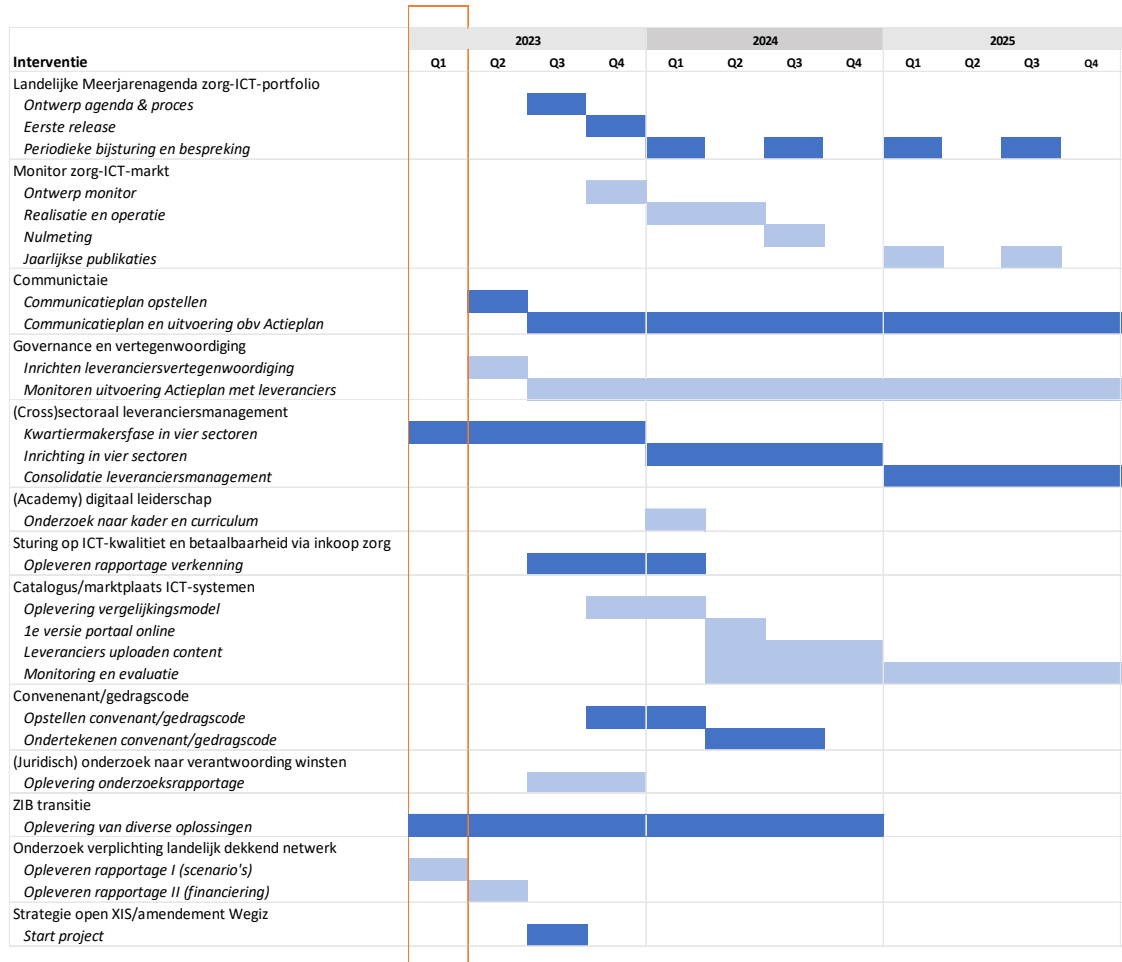 2023 2024 2025
Interventie Q1 Q2 Q3 Q4 Q1 Q2 Q3 Q4 Q1 Q2 Q3 Q4
Landelijke Meerjarenagenda zorg-ICT-portfolio
Ontwerp agenda & proces
Eerste release
Periodieke bijsturing en bespreking
Monitor zorg-ICT-markt
Ontwerp monitor
Realisatie en operatie
Nulmeting
Jaarlijkse publikaties
Communictaie
Communicatieplan opstellen
Communicatieplan en uitvoering obv Actieplan
Governance en vertegenwoordiging
Inrichten leveranciersvertegenwoordiging
Monitoren uitvoering Actieplan met leveranciers
(Cross)sectoraal leveranciersmanagement
Kwartiermakersfase in vier sectoren
Inrichting in vier sectoren
Consolidatie leveranciersmanagement
(Academy) digitaal leiderschap
Onderzoek naar kader en curriculum
Sturing op ICT-kwalitiet en betaalbaarheid via inkoop zorg
Opleveren rapportage verkenning
Catalogus/marktplaats ICT-systemen
Oplevering vergelijkingsmodel
1e versie portaal online
Leveranciers uploaden content
Monitoring en evaluatie
Convenenant/gedragscode
Opstellen convenant/gedragscode
Ondertekenen convenant/gedragscode
(Juridisch) onderzoek naar verantwoording winsten
Oplevering onderzoeksrapportage
ZIB transitie
Oplevering van diverse oplossingen
Onderzoek verplichting landelijk dekkend netwerk
Opleveren rapportage I (scenario's)
Opleveren rapportage II (financiering)
Strategie open XIS/amendement Wegiz
Start project